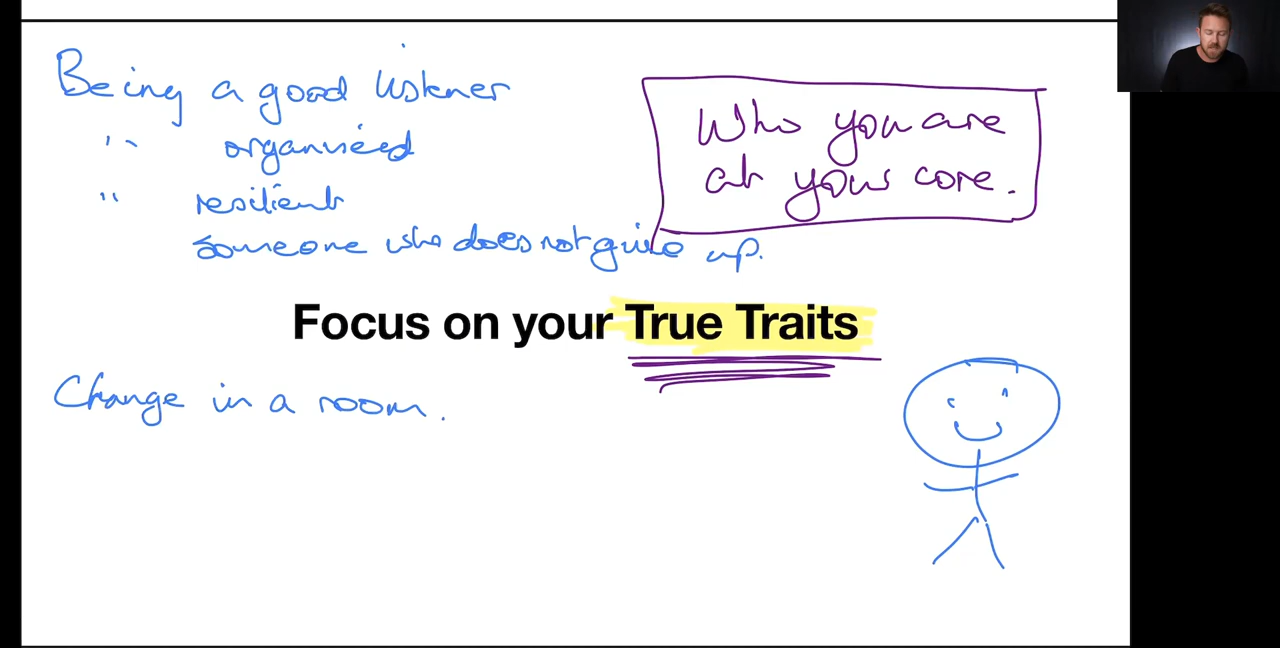 Being a good listener
" organised
" resilient
someone who does not give up.
Who you are
at your core.
Focus on your True Traits
Change in a room.